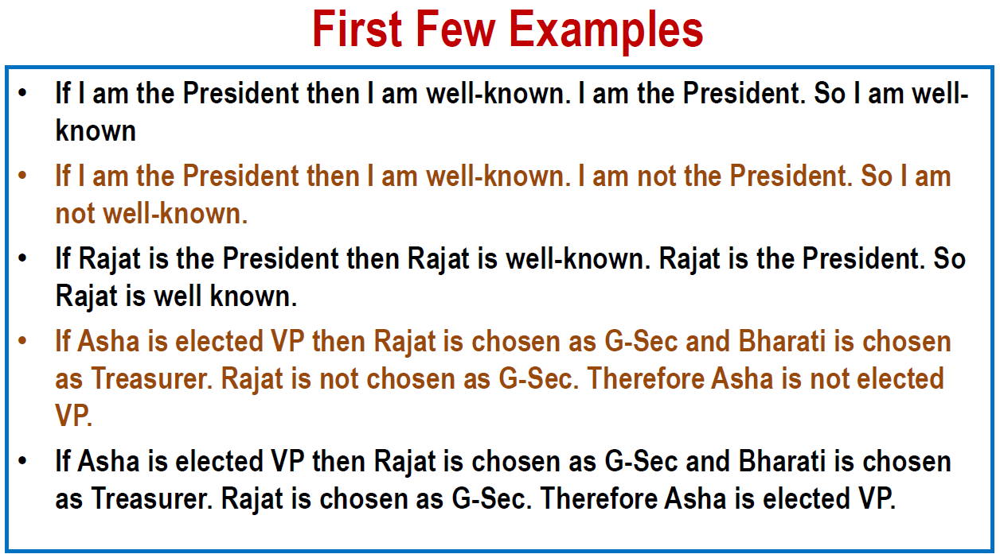 First Few Examples
• If I am the President then I am well-known. I am the President. So I am well-
known
• If I am the President then I am well-known. I am not the President. So I am
not well-known.
• If Rajat is the President then Rajat is well-known. Rajat is the President. So
Rajat is well known.
• If Asha is elected VP then Rajat is chosen as G-Sec and Bharati is chosen
as Treasurer. Rajat is not chosen as G-Sec. Therefore Asha is not elected
VP.
• If Asha is elected VP then Rajat is chosen as G-Sec and Bharati is chosen
as Treasurer. Rajat is chosen as G-Sec. Therefore Asha is elected VP.